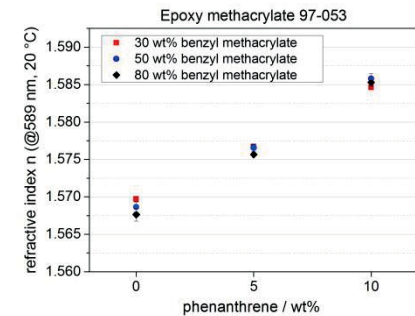 Epoxy methacrylate 97-053
30 wt% benzyl methacrylate
50 wt% benzyl methacrylate
80 wt% benzyl methacrylate
refractive index n (@589 nm, 20 °C)
1.590
1.585
1.580
1.575
1.570
1.565
1.560
0
5
10
phenanthrene / wt%